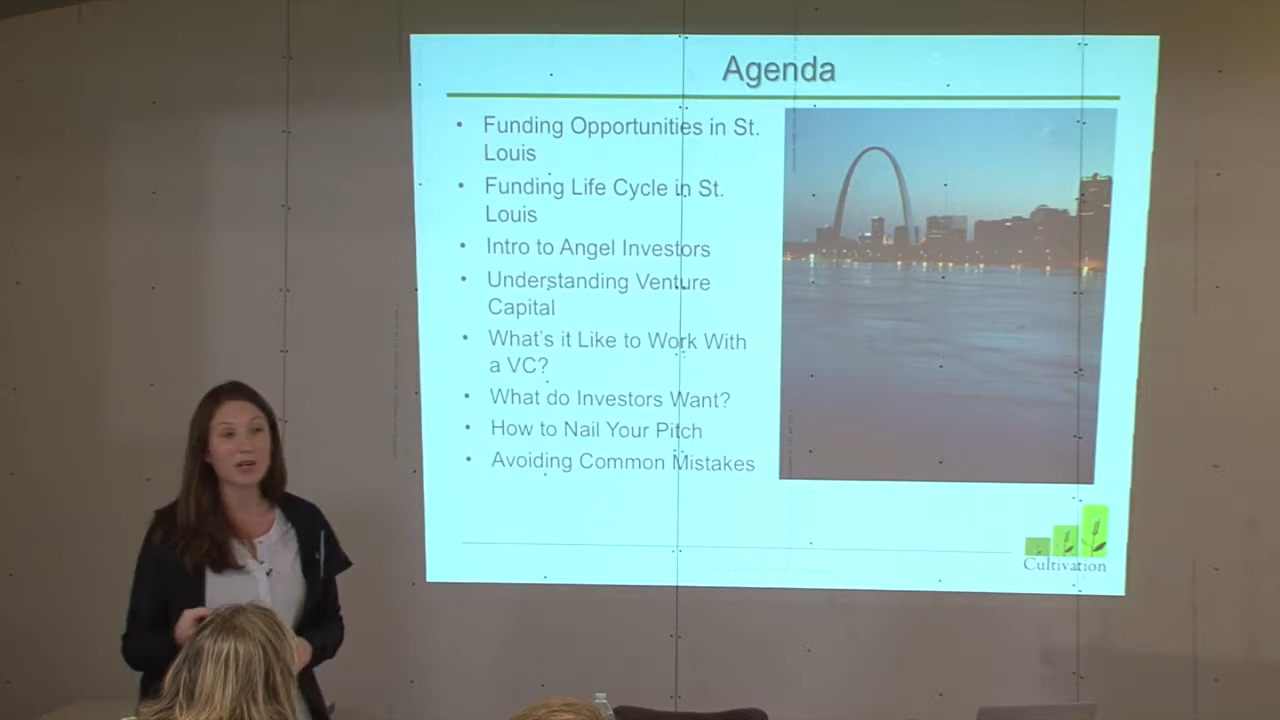 Agenda
• Funding Opportunities in St.
Louis
• Funding Life Cycle in St.
Louis
• Intro to Angel Investors
• Understanding Venture
Capital
• What's it Like to Work With
a VC?
• What do Investors Want?
• How to Nail Your Pitch
• Avoiding Common Mistakes
Cultivation